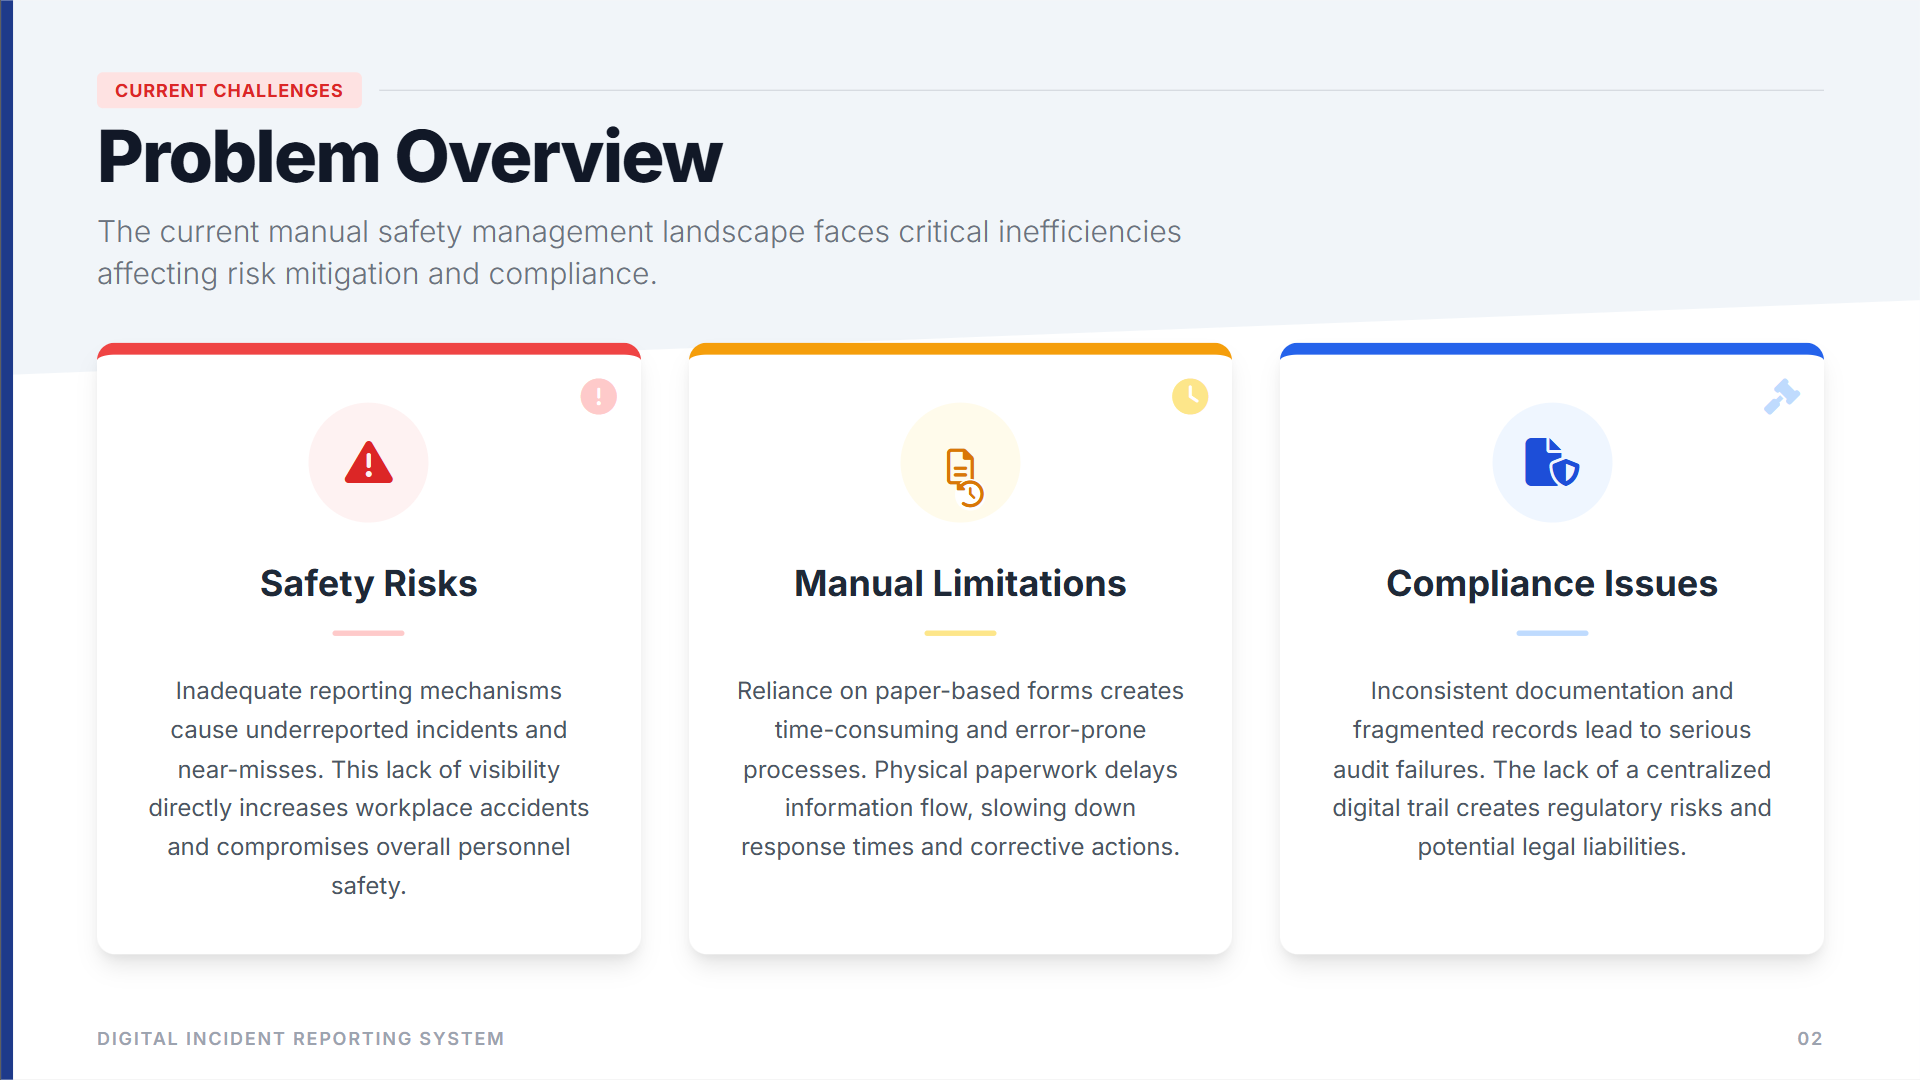 CURRENT CHALLENGES
Problem Overview
The current manual safety management landscape faces critical inefficiencies
affecting risk mitigation and compliance.
Safety Risks
Inadequate reporting mechanisms
cause underreported incidents and
near-misses. This lack of visibility
directly increases workplace accidents
and compromises overall personnel
safety.
Manual Limitations
Reliance on paper-based forms creates
time-consuming and error-prone
processes. Physical paperwork delays
information flow, slowing down
response times and corrective actions.
Compliance Issues
Inconsistent documentation and
fragmented records lead to serious
audit failures. The lack of a centralized
digital trail creates regulatory risks and
potential legal liabilities.
DIGITAL INCIDENT REPORTING SYSTEM
02